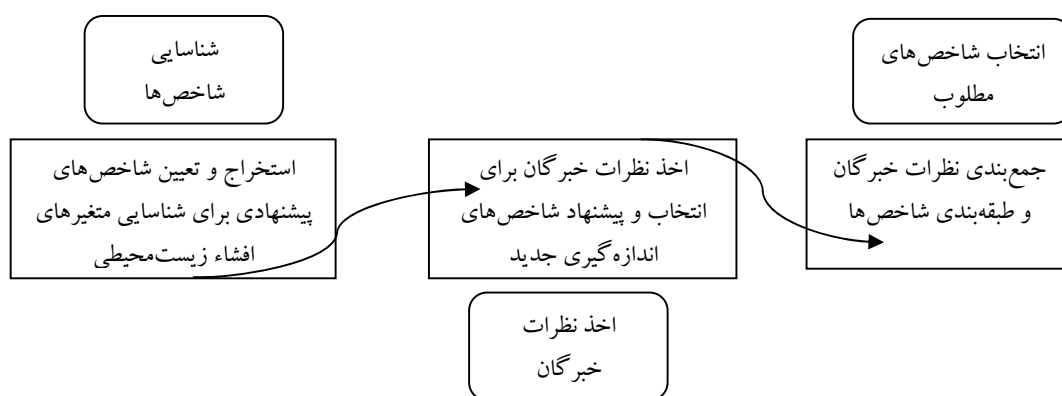 شناسایی
شاخص‌ها
استخراج و تعیین شاخص‌های
پیشنهادی برای شناسایی متغیرهای
افشاء زیست‌محیطی
اخذ نظرات خبرگان برای
انتخاب و پیشنهاد شاخص‌های
اندازه‌گیری جدید
اخذ نظرات
خبرگان
انتخاب شاخص‌های
مطلوب
جمع‌بندی نظرات خبرگان
و طبقه‌بندی شاخص‌ها